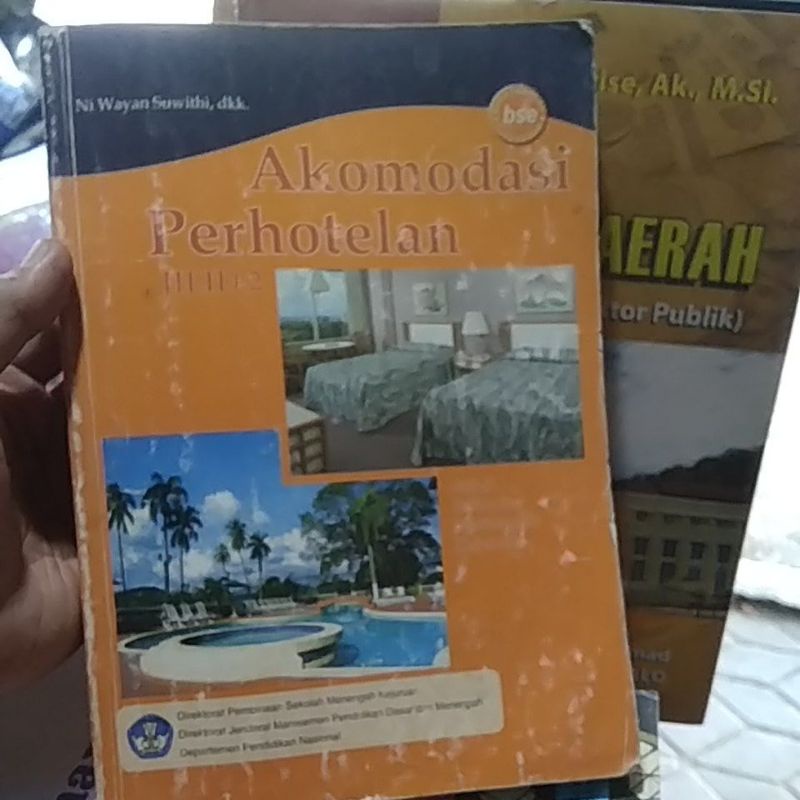 Ni Wayan Suwithi, dkk.
bse
Akomodasi
Perhotelan
Direktorat Pembinaan Sekolah Menengah Kejuruan
Direktorat Jenderal Manajemen Pendidikan Dasar dan Menengah
Departemen Pendidikan Nasional
Ak., M.Si.
AERAH
tor Publik)